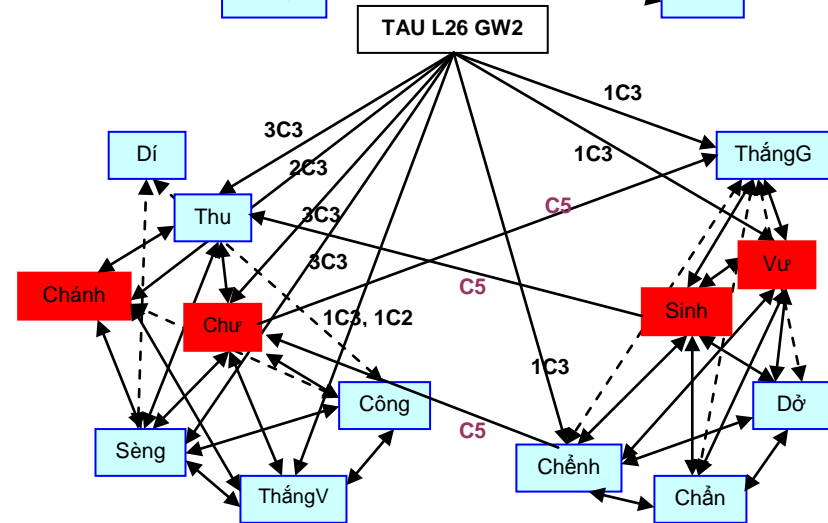 TAU L26 GW2
1C3
3C3
1C3
Dí
ThắngG
2C3
Thu
3C3
C5
Vư
3C3
Chánh
C5
Sinh
Chư
1C3, 1C2
1C3
Công
Dở
C5
Sèng
Chểnh
ThắngV
Chẩn